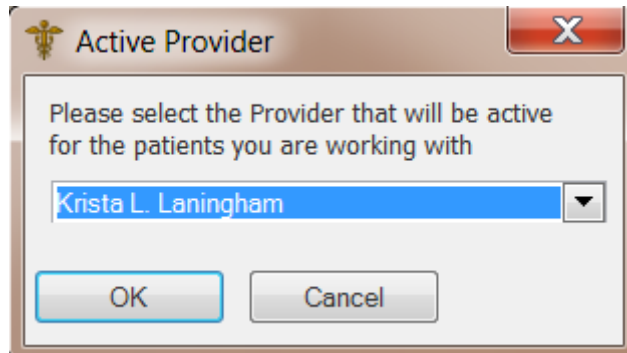 Active Provider
Please select the Provider that will be active
for the patients you are working with
Krista L. Laningham
OK
Cancel